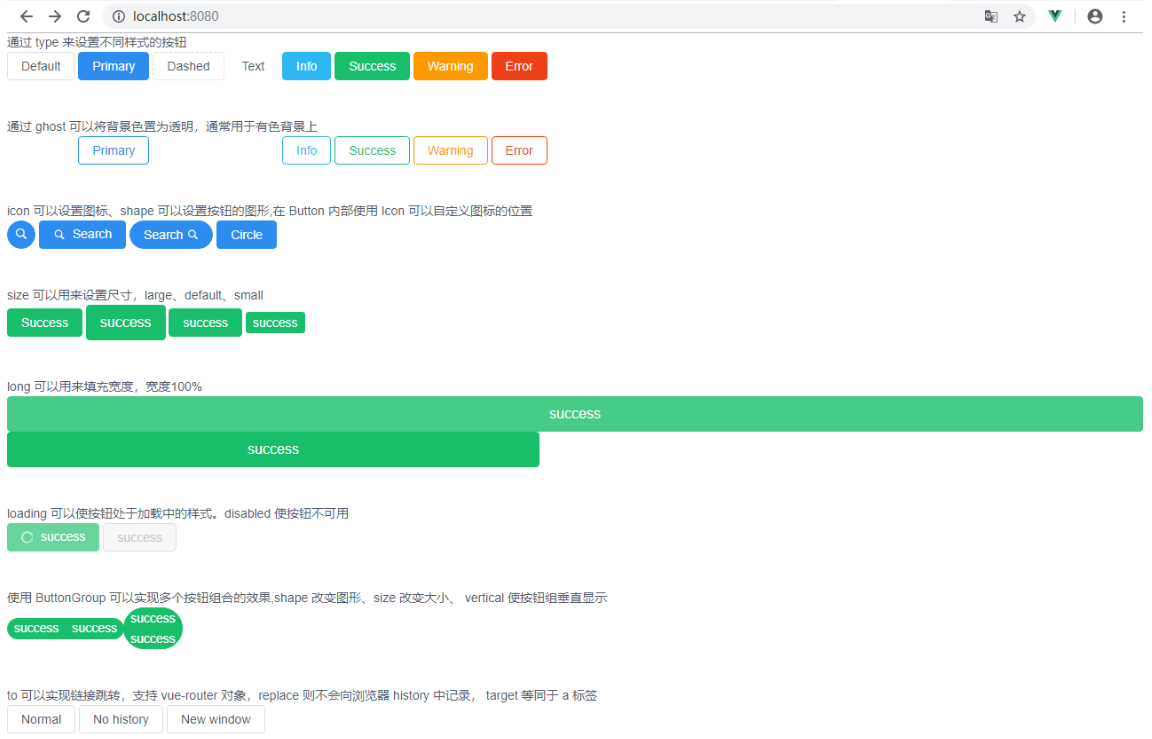 localhost:8080
通过 type 来设置不同样式的按钮
Default Primary Dashed Text Info Success Warning Error
通过 ghost 可以将背景色置为透明，通常用于有色背景上
Primary Info Success Warning Error
icon 可以设置图标、shape 可以设置按钮的图形,在 Button 内部使用 Icon 可以自定义图标的位置
Search Search Circle
size 可以用来设置尺寸，large、default、small
Success success success success
long 可以用来填充宽度，宽度100%
success
success
loading 可以使按钮处于加载中的样式。disabled 使按钮不可用
success success
使用 ButtonGroup 可以实现多个按钮组合的效果,shape 改变图形、size 改变大小、 vertical 使按钮组垂直显示
success success success
success
to 可以实现链接跳转，支持 vue-router 对象，replace 则不会向浏览器 history 中记录， target 等同于 a 标签
Normal No history New window